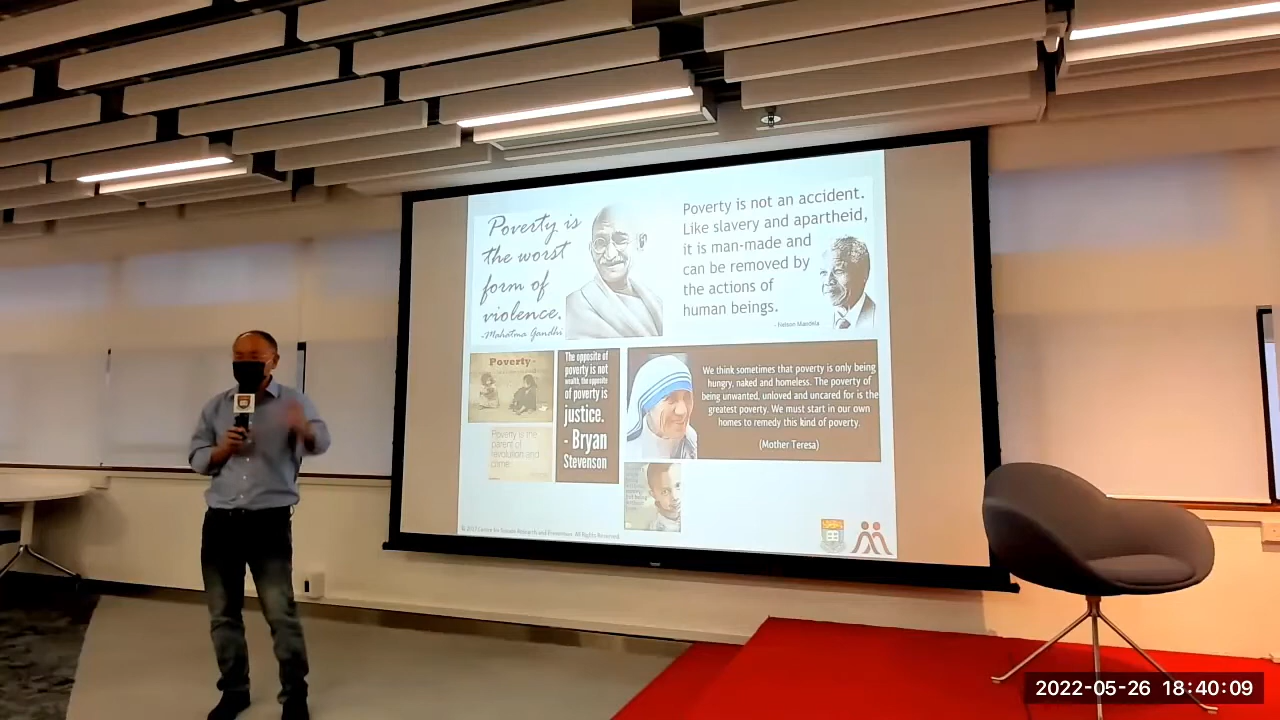 Poverty is
the worst
form of
violence.
-Mahatma Gandhi
Poverty is not an accident.
Like slavery and apartheid,
it is man-made and
can be removed by
the actions of
human beings.
- Nelson Mandela
Poverty
The opposite of
poverty is not
wealth, the opposite
of poverty is
justice.
- Bryan
Stevenson
We think sometimes that poverty is only being
hungry, naked and homeless. The poverty of
being unwanted, unloved and uncared for is the
greatest poverty. We must start in our own
homes to remedy this kind of poverty.
(Mother Teresa)
Poverty is the
parent of
revolution and
crime
All Rights Reserved
2022-05-26 18:40:09